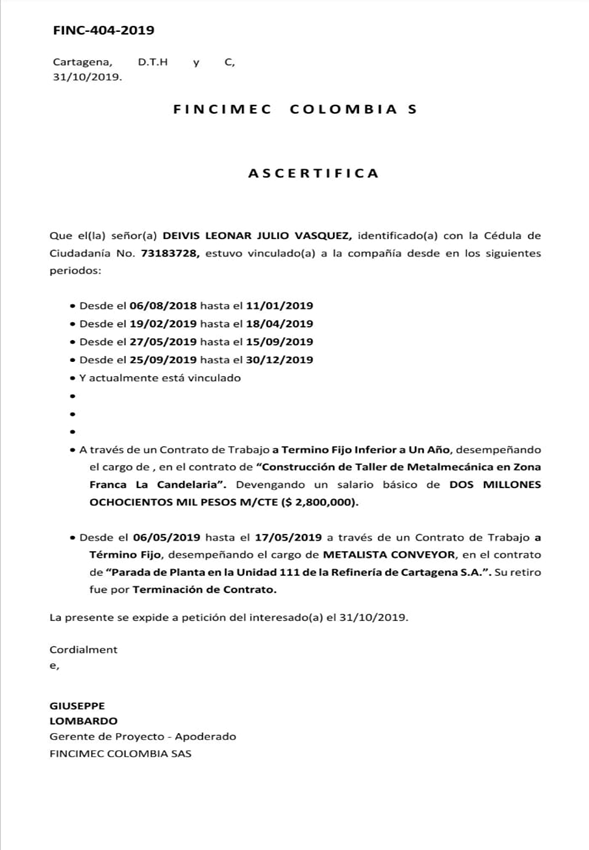 FINC-404-2019
Cartagena, D.T.H y C,
31/10/2019.
FINCIMEC COLOMBIA S
ASCERTIFICA
Que el(la) señor(a) DEIVIS LEONAR JULIO VASQUEZ, identificado(a) con la Cédula de
Ciudadanía No. 73183728, estuvo vinculado(a) a la compañía desde en los siguientes
periodos:
• Desde el 06/08/2018 hasta el 11/01/2019
• Desde el 19/02/2019 hasta el 18/04/2019
• Desde el 27/05/2019 hasta el 15/09/2019
• Desde el 25/09/2019 hasta el 30/12/2019
• Y actualmente está vinculado
•
•
•
• A través de un Contrato de Trabajo a Termino Fijo Inferior a Un Año, desempeñando
el cargo de , en el contrato de “Construcción de Taller de Metalmecánica en Zona
Franca La Candelaria”. Devengando un salario básico de DOS MILLONES
OCHOCIENTOS MIL PESOS M/CTE ($ 2,800,000).
• Desde el 06/05/2019 hasta el 17/05/2019 a través de un Contrato de Trabajo a
Término Fijo, desempeñando el cargo de METALISTA CONVEYOR, en el contrato
de “Parada de Planta en la Unidad 111 de la Refinería de Cartagena S.A.”. Su retiro
fue por Terminación de Contrato.
La presente se expide a petición del interesado(a) el 31/10/2019.
Cordialment
e,
GIUSEPPE
LOMBARDO
Gerente de Proyecto - Apoderado
FINCIMEC COLOMBIA SAS